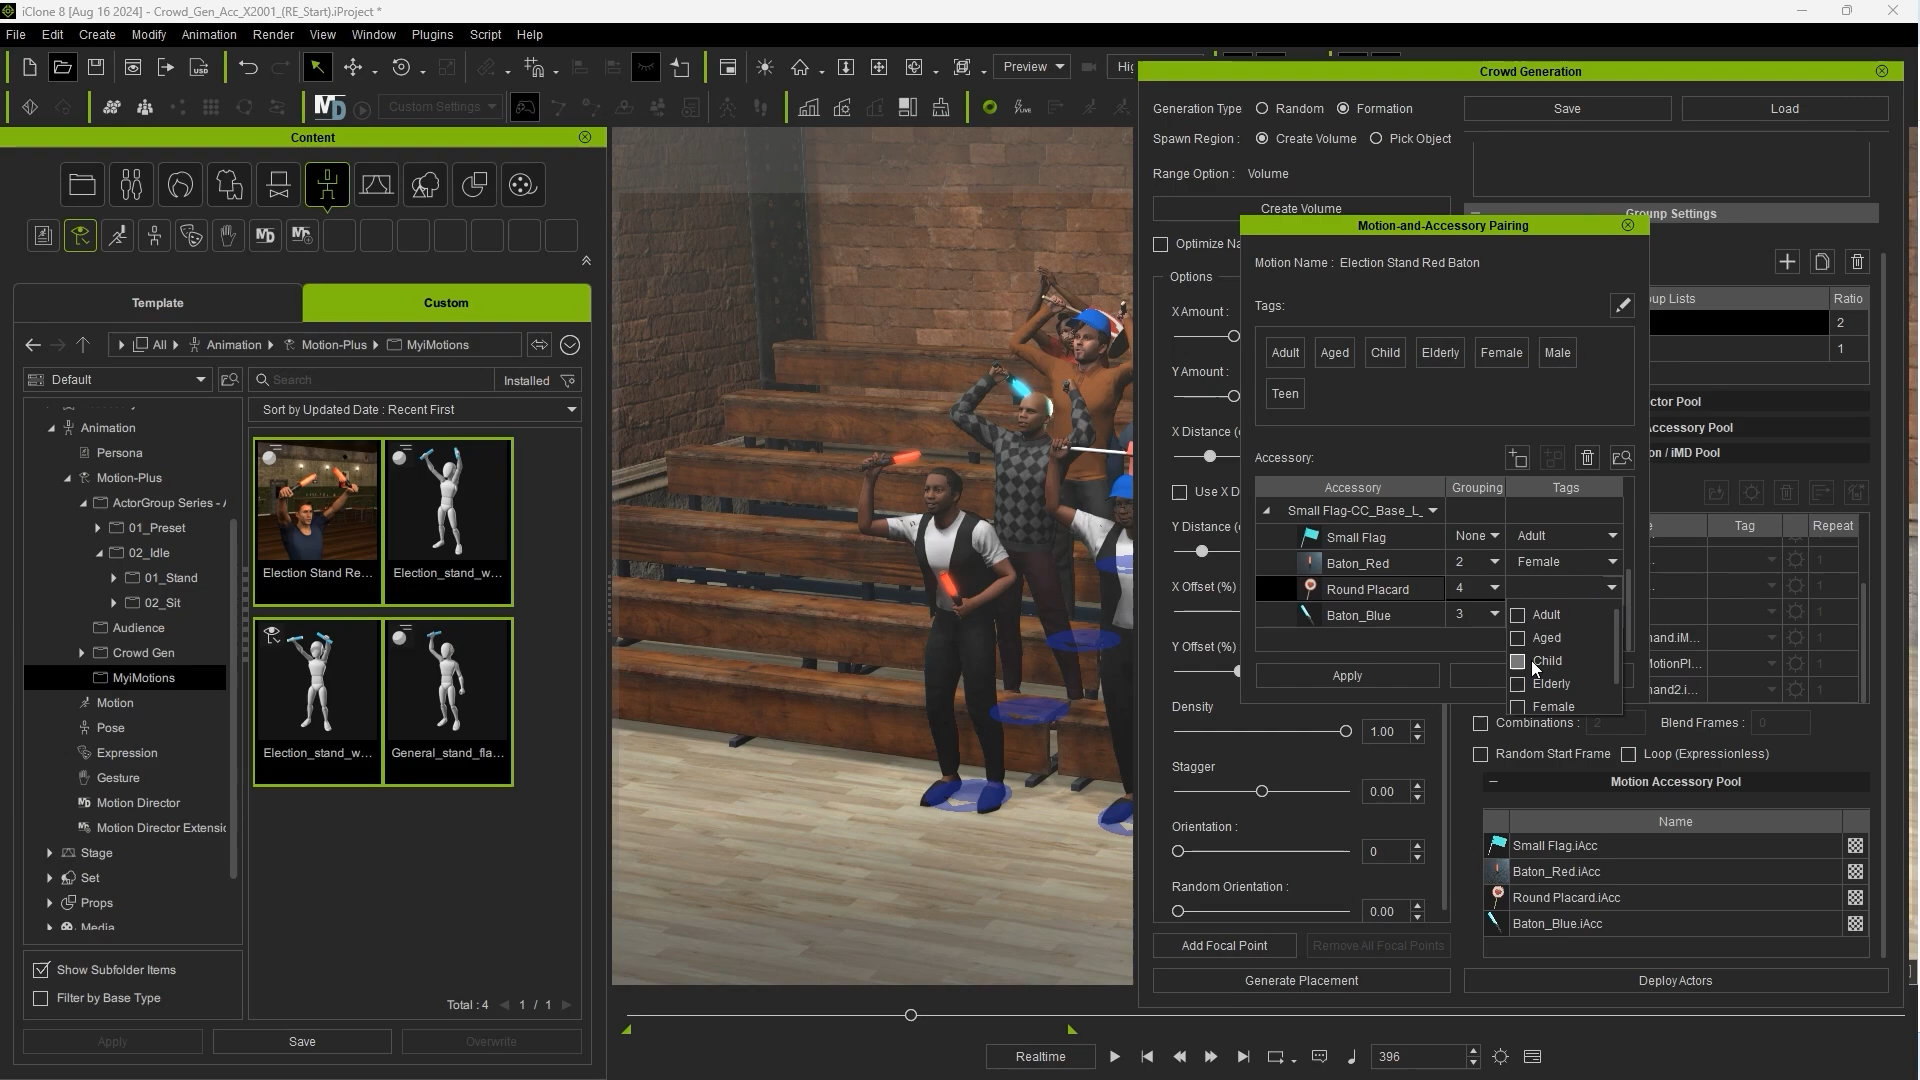 iClone 8 [Aug 16 2024] - Crowd_Gen_Acc_X2001_(RE_Start).iProject *
File Edit Create Modify Animation Render View Window Plugins Script Help
Preview
Custom Settings
Content
Template
Custom
All Animation Motion-Plus MyiMotions
Default
Search
Installed
Sort by Updated Date : Recent First
Animation
Persona
Motion-Plus
ActorGroup Series -
01_Preset
02_Idle
01_Stand
02_Sit
Audience
Crowd Gen
MyiMotions
Motion
Pose
Expression
Gesture
Motion Director
Motion Director Extensio
Stage
Set
Props
Media
Election Stand Re...
Election_stand_w...
Election_stand_w...
General_stand_fla...
Show Subfolder Items
Filter by Base Type
Total : 4 1 / 1
Apply
Save
Overwrite
Crowd Generation
Generation Type Random Formation
Save
Load
Spawn Region : Create Volume Pick Object
Range Option : Volume
Create Volume
Group Settings
Options
X Amount :
Y Amount :
Use X D
X Offset (%)
Y Offset (%)
Density
1.00
Stagger
0.00
Orientation :
0
Random Orientation :
0.00
Add Focal Point
Remove All Focal Points
Generate Placement
Motion-and-Accessory Pairing
Motion Name : Election Stand Red Baton
Tags:
Adult Aged Child Elderly Female Male
Teen
Accessory:
Accessory Grouping Tags
Small Flag-CC_Base_L_
Small Flag None Adult
Baton_Red 2 Female
Round Placard 4
Baton_Blue 3
Adult
Aged
Child
Elderly
Female
Apply
Ratio
2
1
Accessory Pool
/ iMD Pool
Tag Repeat
Combinations : 2 Blend Frames : 0
Random Start Frame Loop (Expressionless)
Motion Accessory Pool
Name
Small Flag.iAcc
Baton_Red.iAcc
Round Placard.iAcc
Baton_Blue.iAcc
Deploy Actors
Realtime
396